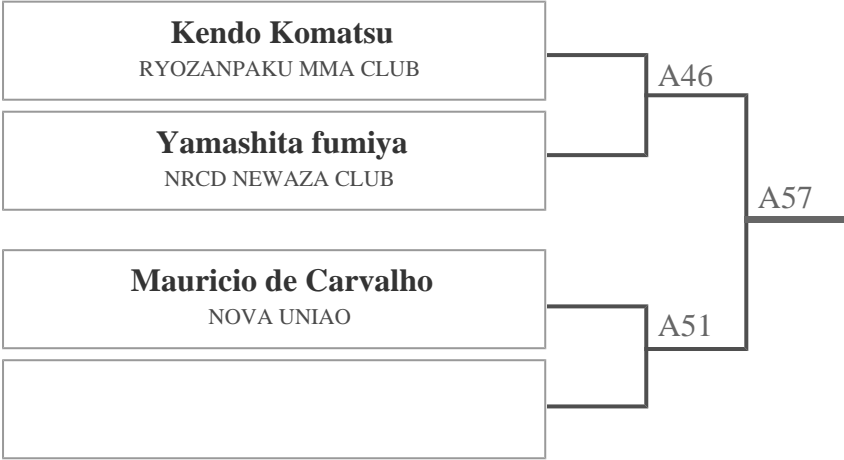 Kendo Komatsu
RYOZANPAKU MMA CLUB
A46
Yamashita fumiya
NRCD NEWAZA CLUB
A57
Mauricio de Carvalho
NOVA UNIAO
A51